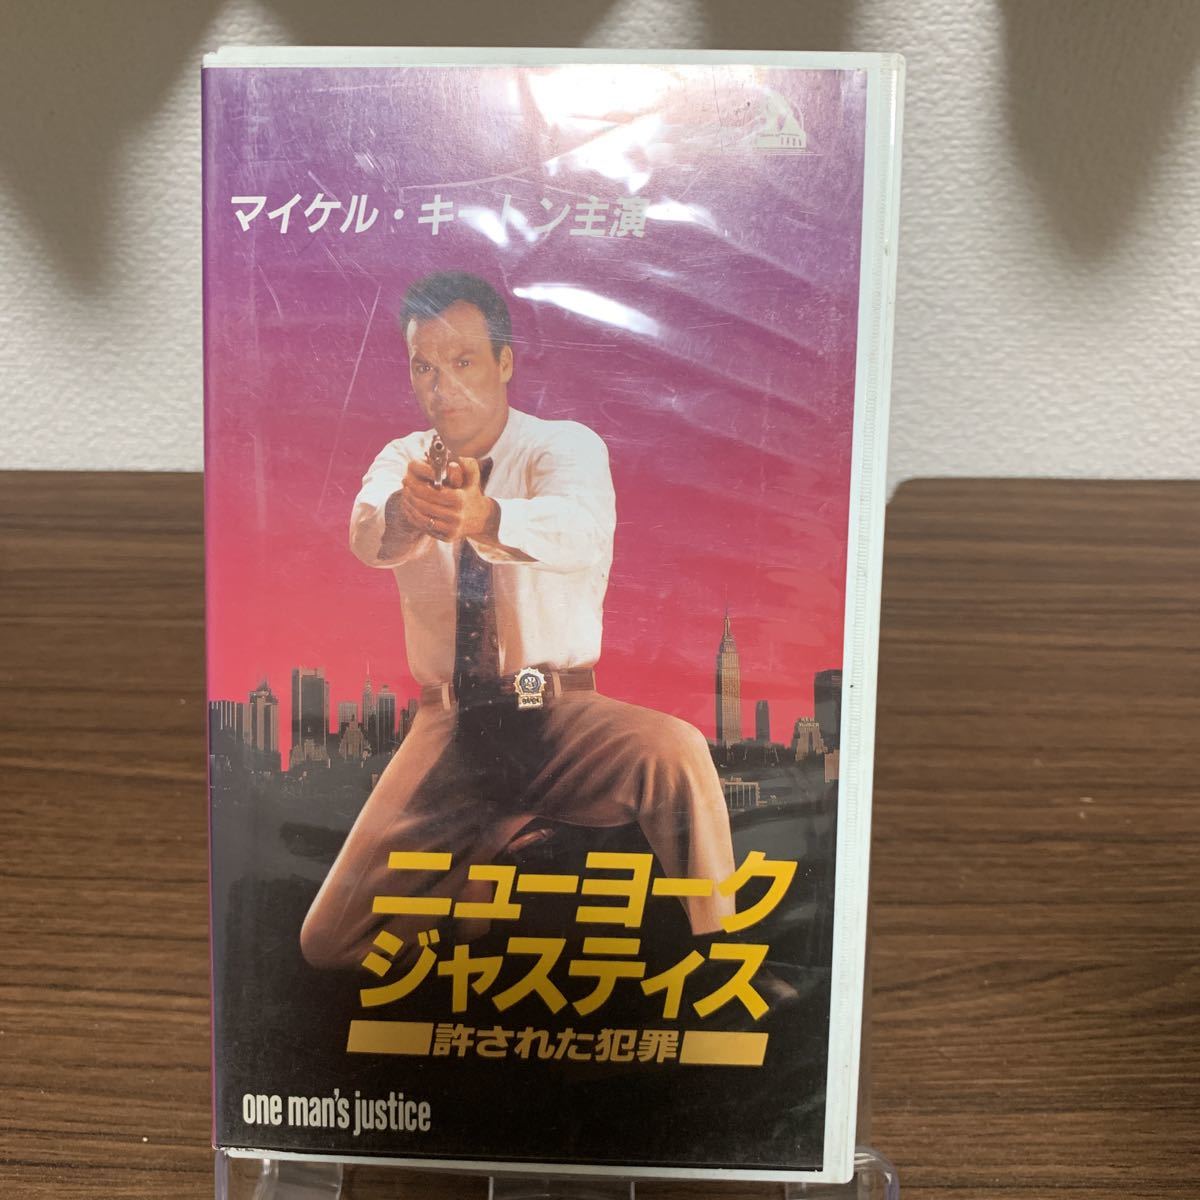 マイケル・キートン主演
ニューヨーク
ジャスティス
許された犯罪
one man's justice